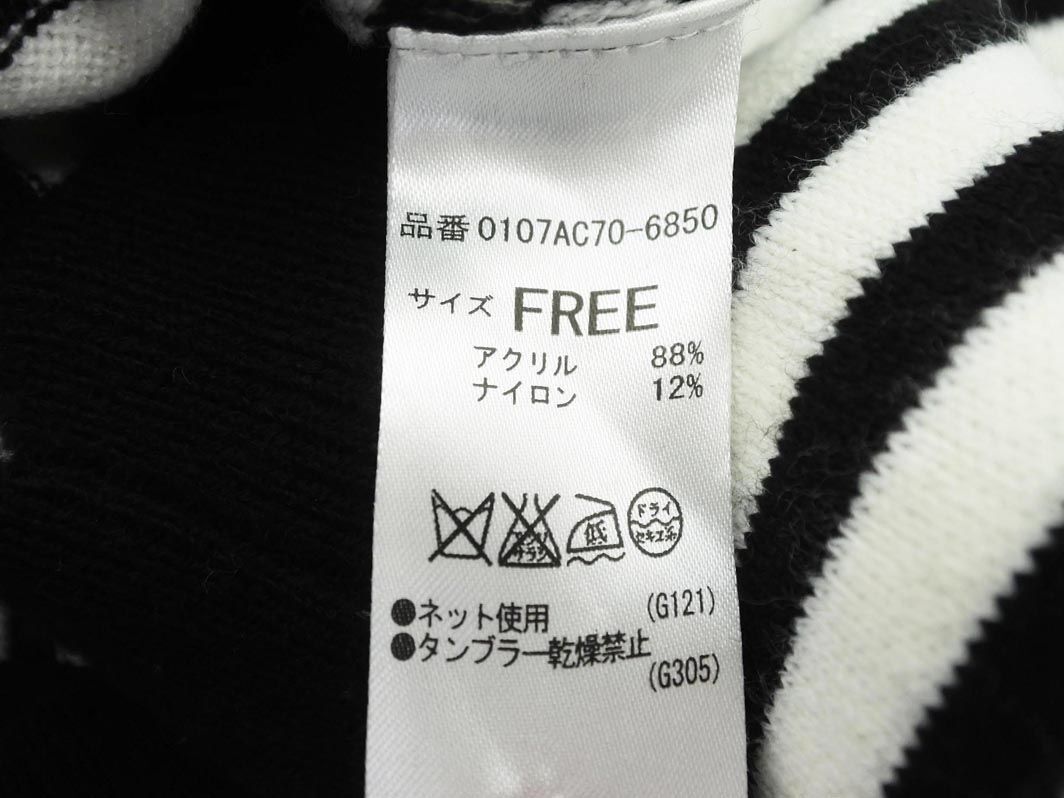 品番 0107AC70-6850
サイズ FREE
アクリル 88%
ナイロン 12%
低
ドライ
セキユ系
●ネット使用 (G121)
●タンブラー乾燥禁止
(G305)